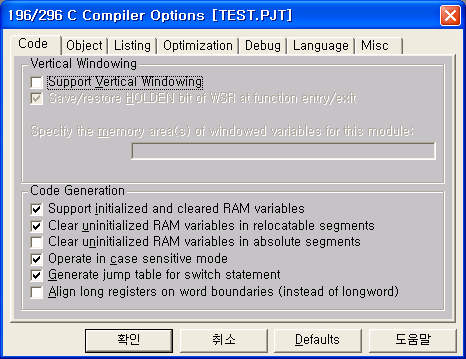 196/296 C Compiler Options [TEST.PJT]
Code Object Listing Optimization Debug Language Misc
Vertical Windowing
Support Vertical Windowing
Save/restore HOLDEN bit of WSR at function entry/exit
Specify the memory area(s) of windowed variables for this module:
Code Generation
Support initialized and cleared RAM variables
Clear uninitialized RAM variables in relocatable segments
Clear uninitialized RAM variables in absolute segments
Operate in case sensitive mode
Generate jump table for switch statement
Align long registers on word boundaries (instead of longword)
확인 취소 Defaults 도움말